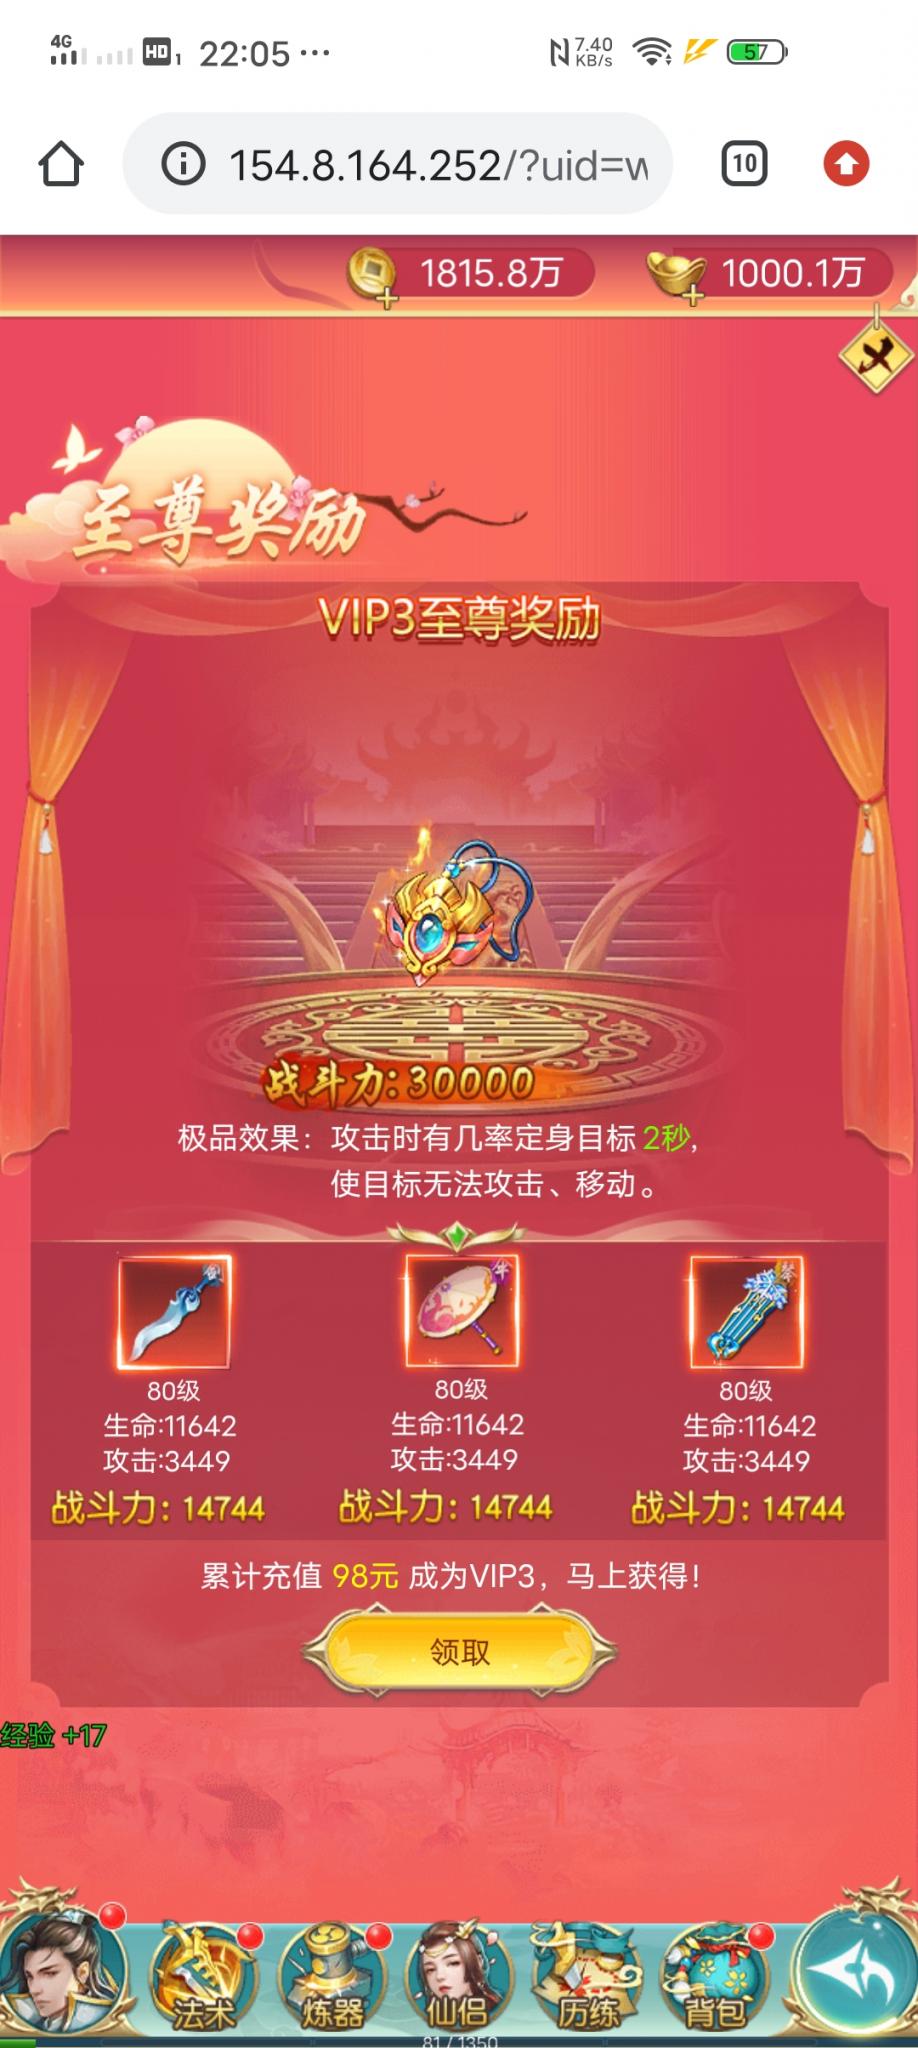 4G HD 1 22:05 ··· 7.40 KB/s 57
154.8.164.252/?uid=w 10
1815.8万 1000.1万
至尊奖励
VIP3至尊奖励
战斗力:30000
极品效果：攻击时有几率定身目标2秒,
使目标无法攻击、移动。
剑 伞 琴
80级 80级 80级
生命:11642 生命:11642 生命:11642
攻击:3449 攻击:3449 攻击:3449
战斗力：14744 战斗力：14744 战斗力：14744
累计充值 98元 成为VIP3，马上获得!
领取
经验 +17
法术 炼器 仙侣 历练 背包
81/1350